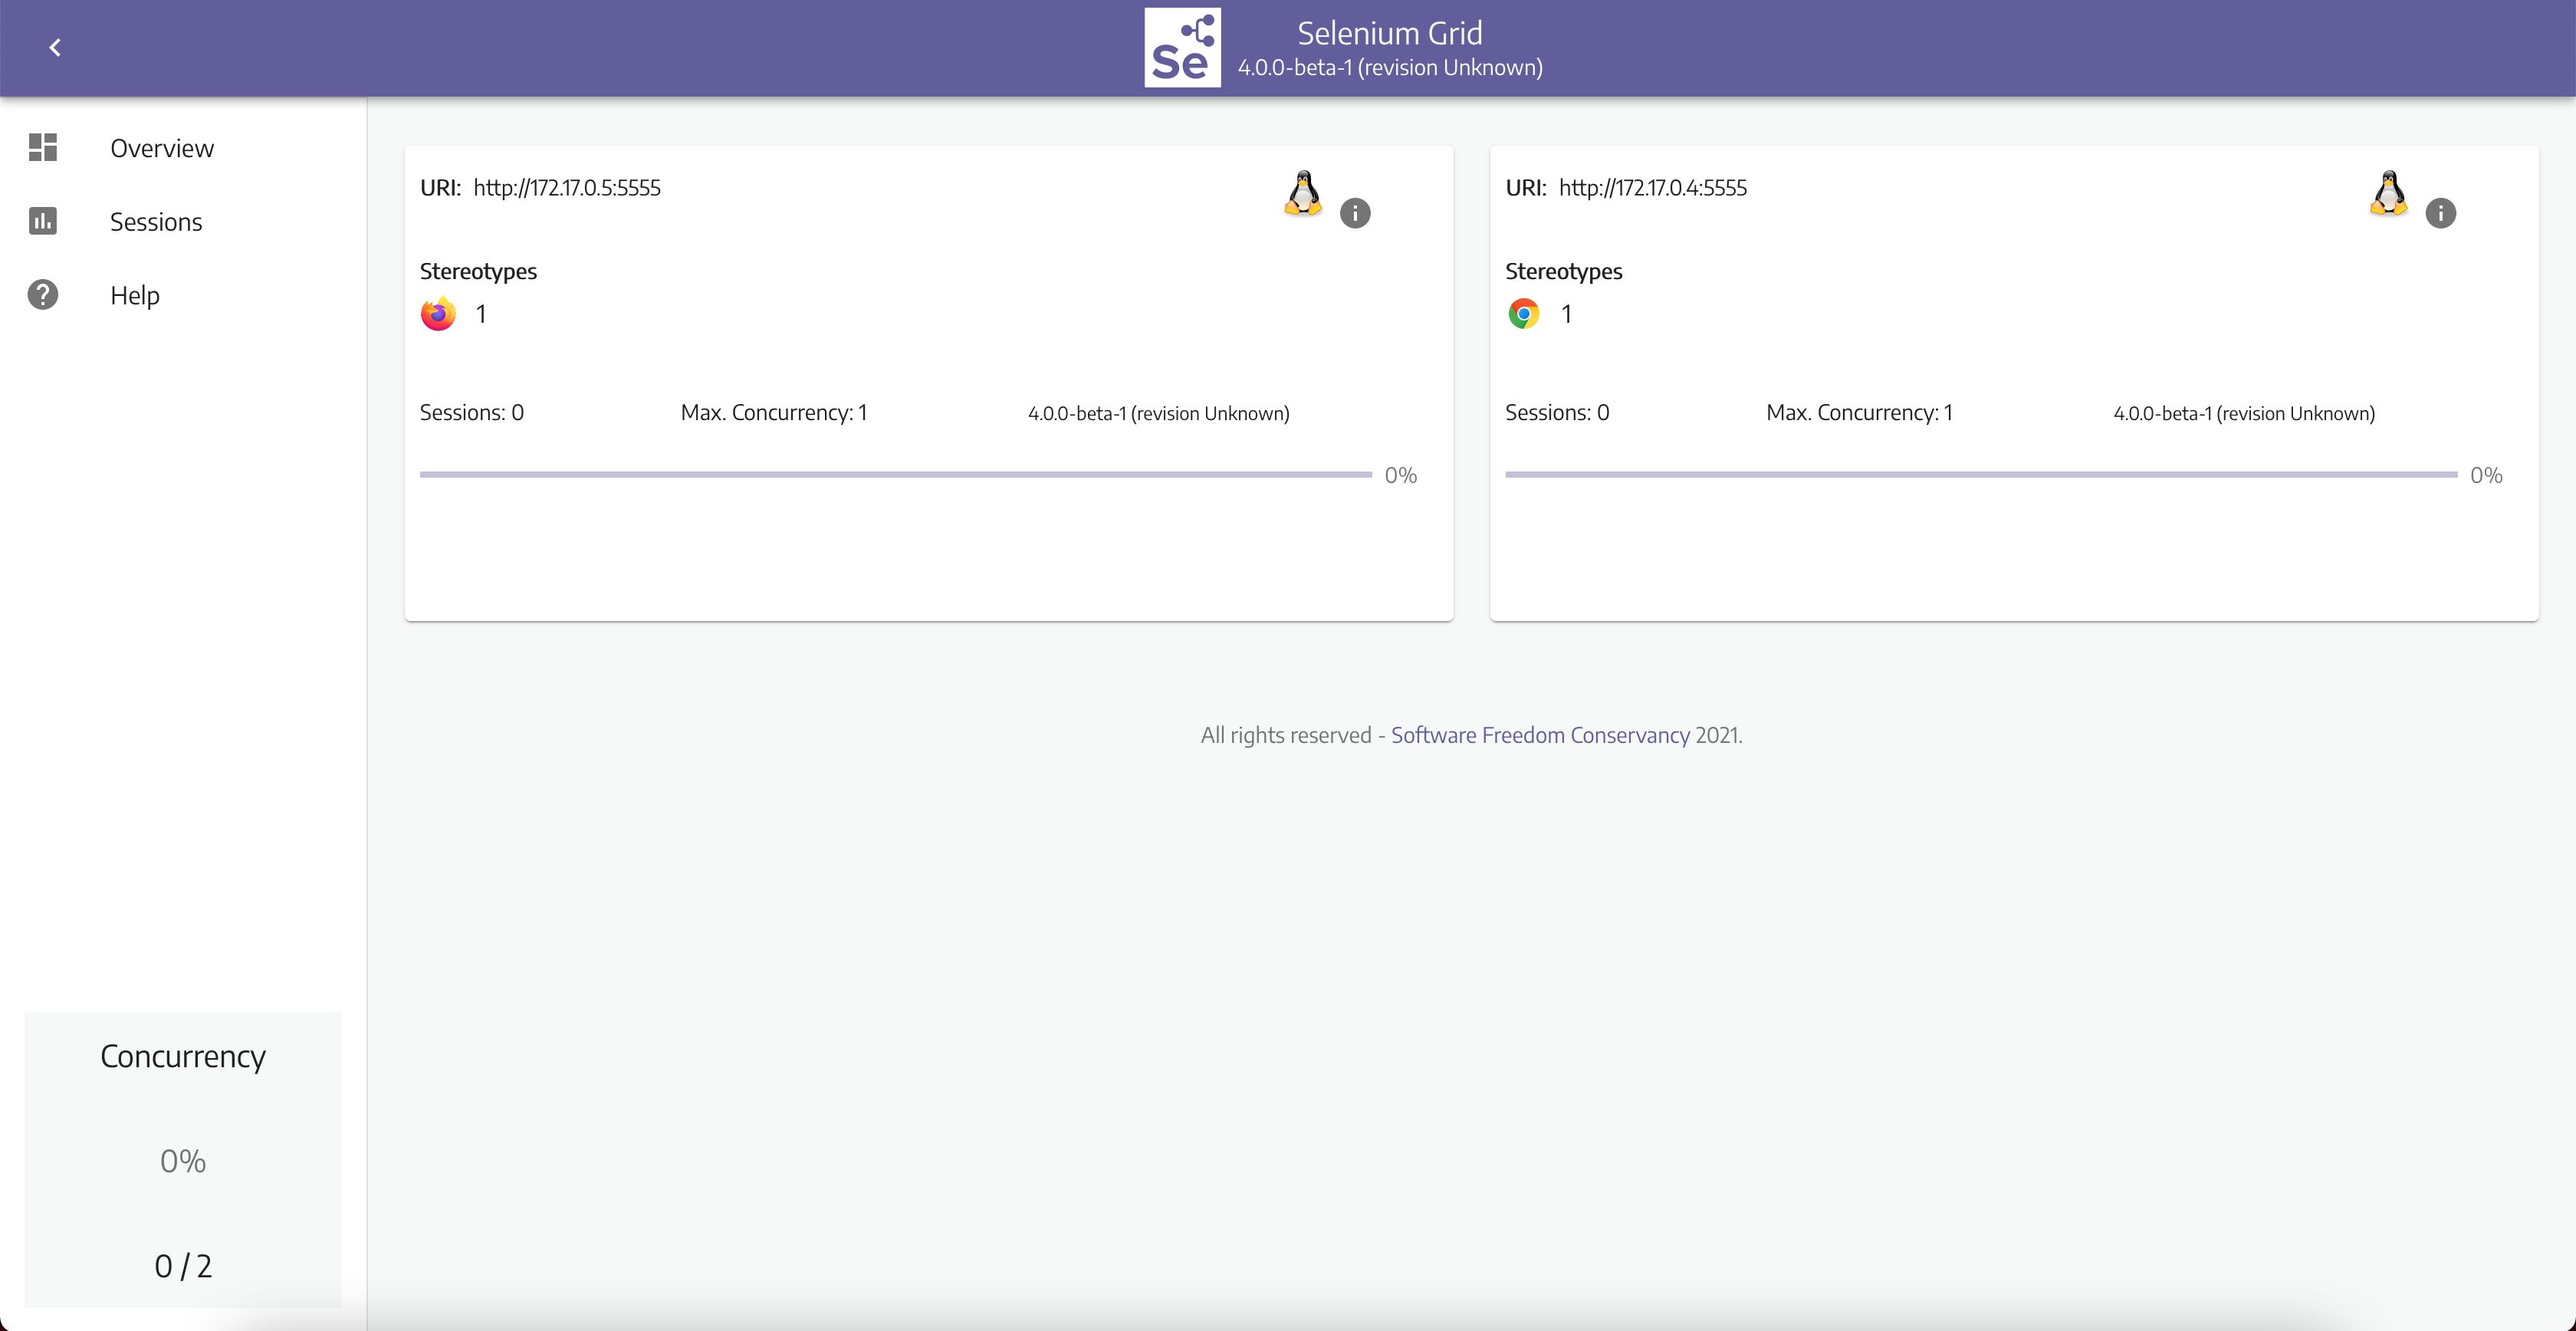 Se
Selenium Grid
4.0.0-beta-1 (revision Unknown)
Overview
Sessions
Help
URI: http://172.17.0.5:5555
Stereotypes
1
Sessions: 0
Max. Concurrency: 1
4.0.0-beta-1 (revision Unknown)
0%
URI: http://172.17.0.4:5555
Stereotypes
1
Sessions: 0
Max. Concurrency: 1
4.0.0-beta-1 (revision Unknown)
0%
All rights reserved - Software Freedom Conservancy 2021.
Concurrency
0%
0 / 2